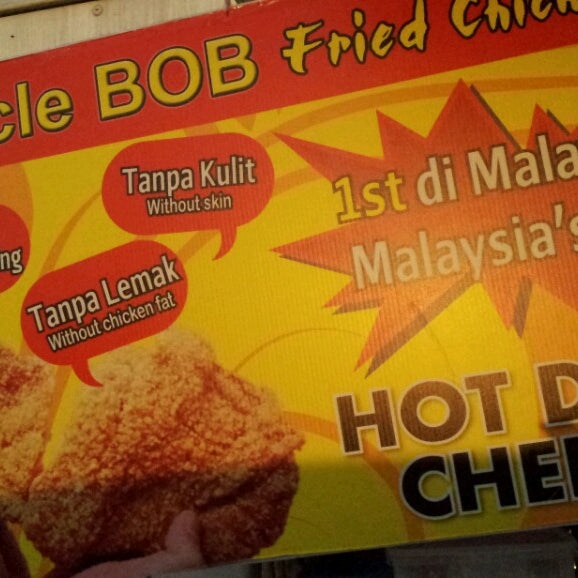 cle BOB Fried Chick
Tanpa Kulit
Without skin
ng
Tanpa Lemak
Without chicken fat
1st di Mala
Malaysia's
HOT D
CHE